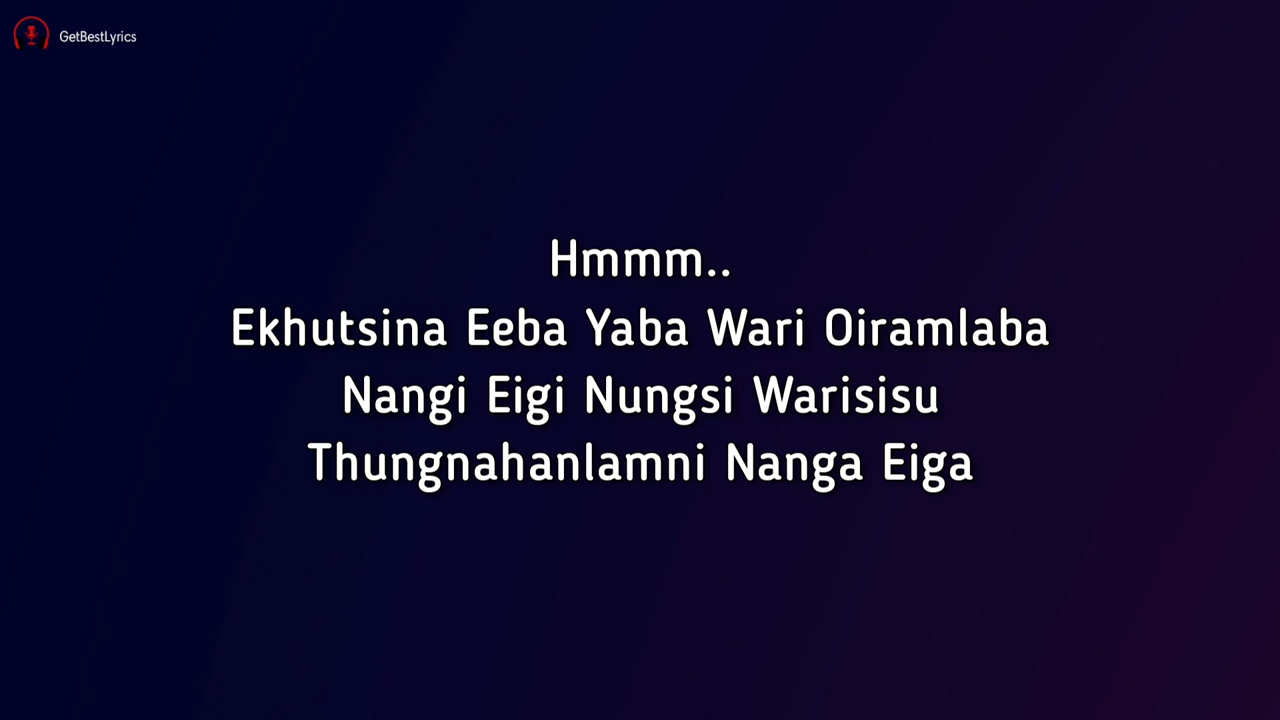 GetBestLyrics
Hmmm..
Ekhutsina Eeba Yaba Wari Oiramlaba
Nangi Eigi Nungsi Warisisu
Thungnahanlamni Nanga Eiga